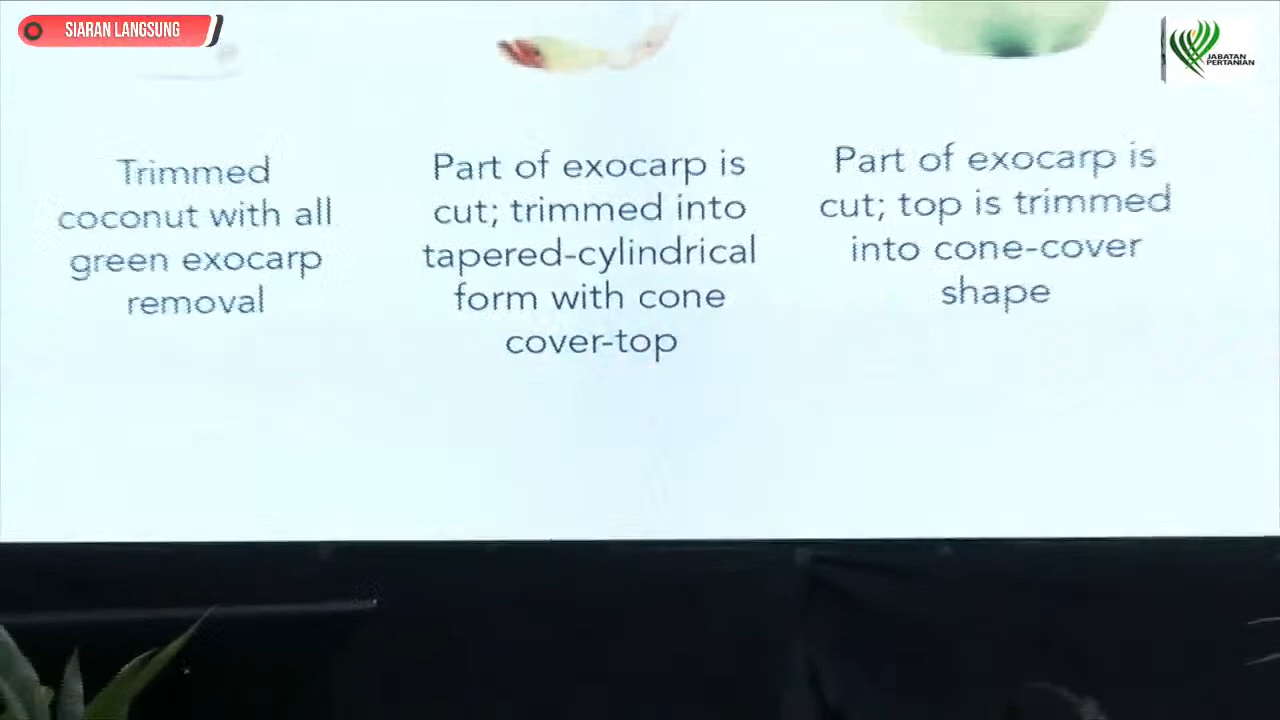 SIARAN LANGSUNG
JABATAN
PERTANIAN
Trimmed
coconut with all
green exocarp
removal
Part of exocarp is
cut; trimmed into
tapered-cylindrical
form with cone
cover-top
Part of exocarp is
cut; top is trimmed
into cone-cover
shape